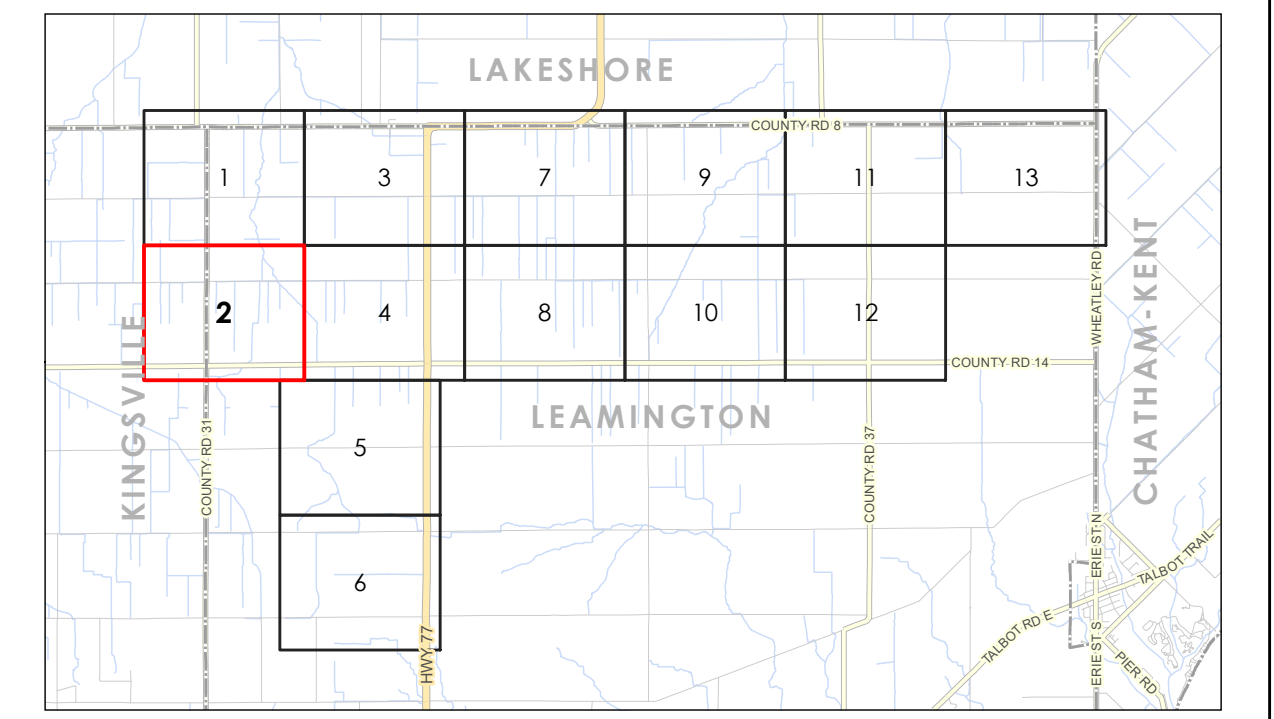 LAKESHORE
COUNTY RD 8
1
3
7
9
11
13
CHATHAM-KENT
WHEATLEY RD
KINGSVILLE
2
4
8
10
12
COUNTY RD 14
LEAMINGTON
COUNTY RD 31
5
COUNTY RD 37
6
HWY 77
ERIE ST N
TALBOT TRAIL
TALBOT RD E
ERIE ST S
PIER RD